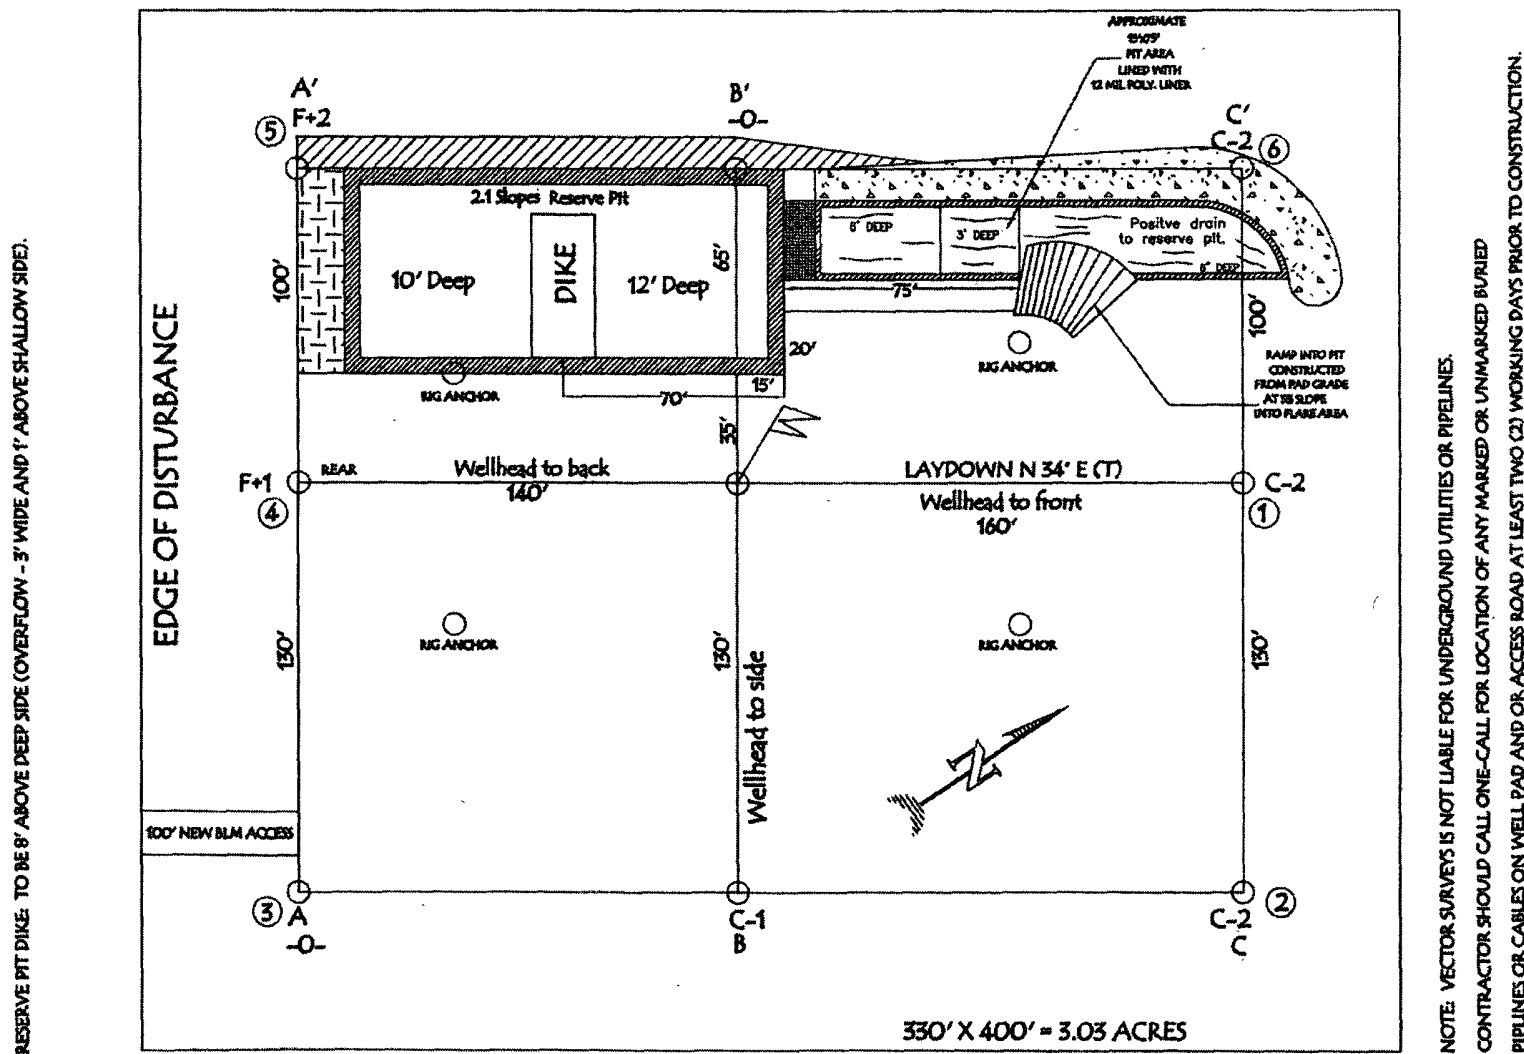 RESERVE PIT DIKE: TO BE 8' ABOVE DEEP SIDE (OVERFLOW - 3' WIDE AND 1' ABOVE SHALLOW SIDE).
EDGE OF DISTURBANCE
APPROXIMATE
PIT AREA
LINED WITH
12 MIL POLY. LINER
A'
F+2
5
B'
-0-
C'
C-2
6
2:1 Slopes Reserve Pit
10' Deep
DIKE
12' Deep
65'
100'
8" DEEP
3' DEEP
Positve drain
to reserve pit.
DEEP
75'
100'
RIG ANCHOR
20'
15'
70'
35'
RIG ANCHOR
RAMP INTO PIT
CONSTRUCTED
FROM PAD GRADE
SLOPE
INTO FLARE AREA
F+1
4
REAR
Wellhead to back
140'
LAYDOWN N 34° E (T)
Wellhead to front
160'
C-2
1
130'
RIG ANCHOR
130'
Wellhead to side
RIG ANCHOR
130'
N
100' NEW BLM ACCESS
3
A
-0-
C-1
B
C-2
C
2
330' X 400' = 3.03 ACRES
NOTE: VECTOR SURVEYS IS NOT LIABLE FOR UNDERGROUND UTILITIES OR PIPELINES.
CONTRACTOR SHOULD CALL ONE-CALL FOR LOCATION OF ANY MARKED OR UNMARKED BURIED
PIPLINES OR CABLES ON WELL PAD AND OR ACCESS ROAD AT LEAST TWO (2) WORKING DAYS PRIOR TO CONSTRUCTION.